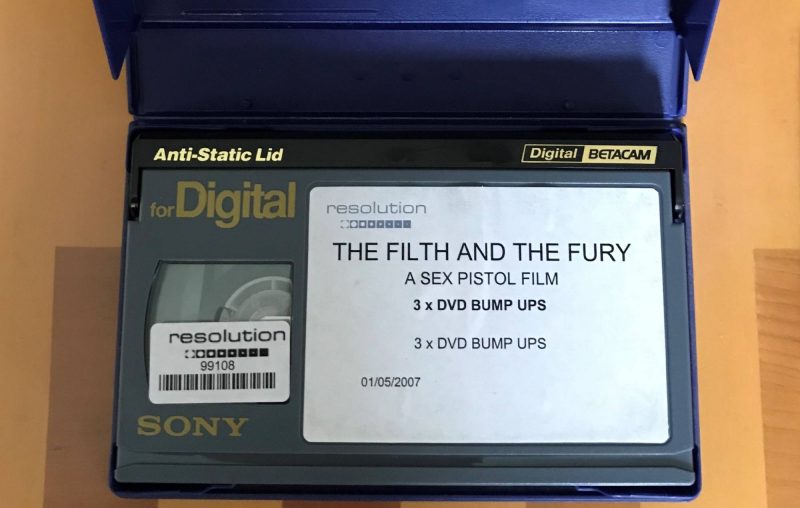 Anti-Static Lid
Digital BETACAM
for Digital
resolution
THE FILTH AND THE FURY
A SEX PISTOL FILM
3 x DVD BUMP UPS
3 x DVD BUMP UPS
01/05/2007
resolution
99108
SONY